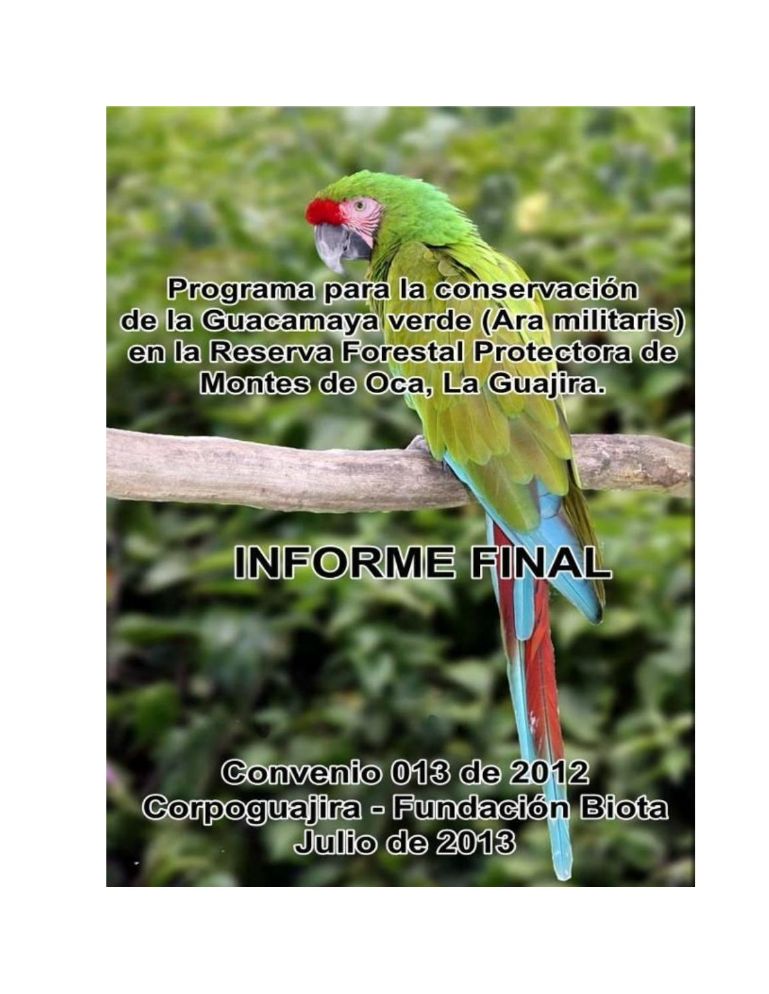 Programa para la conservación
de la Guacamaya verde (Ara militaris)
en la Reserva Forestal Protectora de
Montes de Oca, La Guajira.
INFORME FINAL
Convenio 013 de 2012
Corpoguajira - Fundación Biota
Julio de 2013